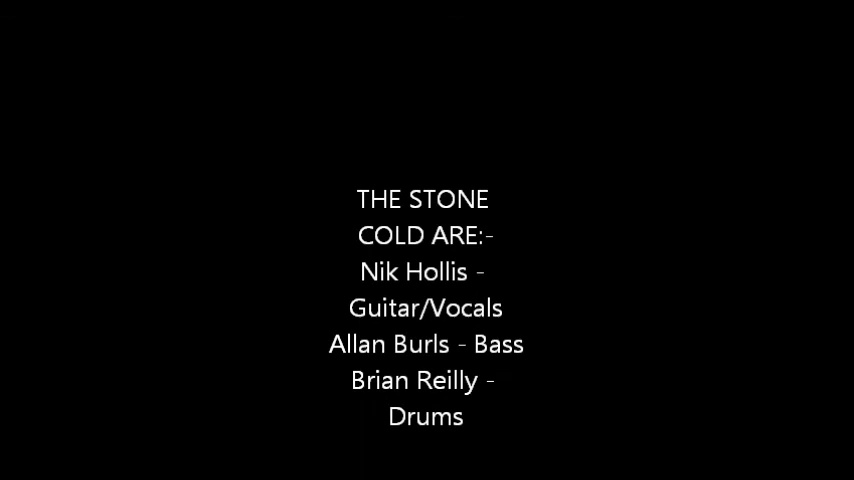 THE STONE
COLD ARE:-
Nik Hollis -
Guitar/Vocals
Allan Burls - Bass
Brian Reilly -
Drums